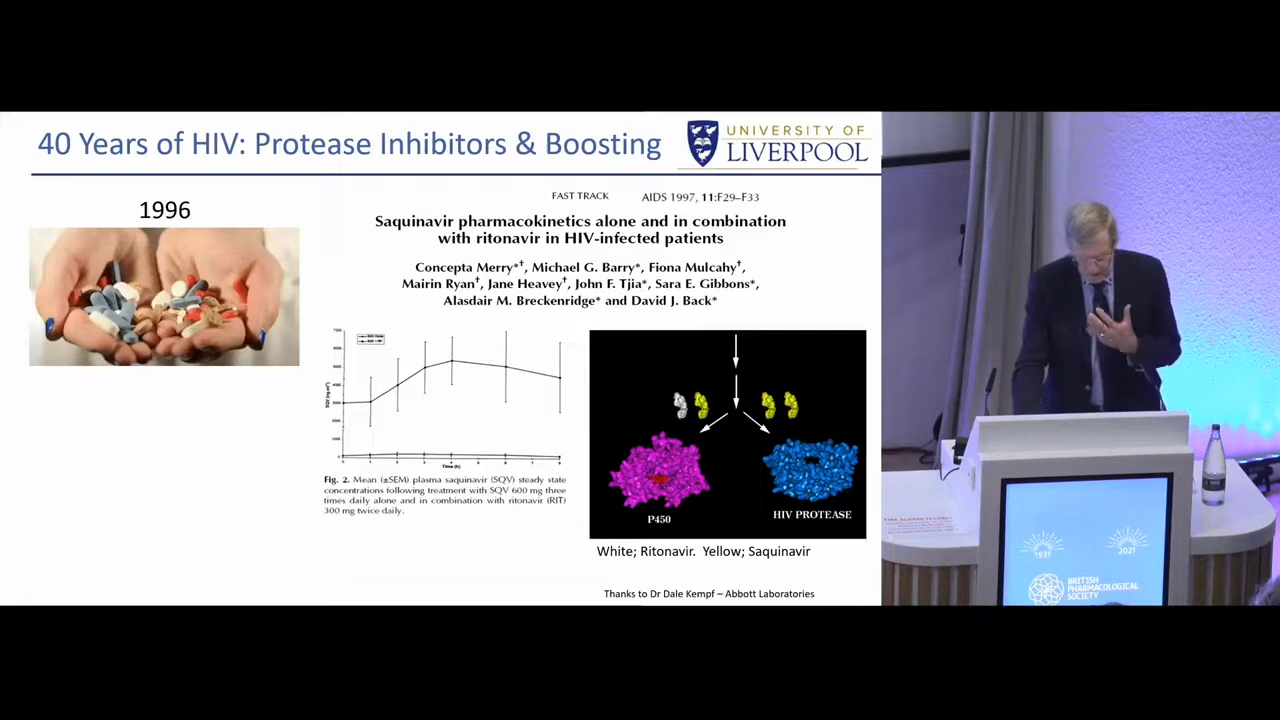 40 Years of HIV: Protease Inhibitors & Boosting
UNIVERSITY OF
LIVERPOOL
1996
FAST TRACK AIDS 1997, 11:F29–F33
Saquinavir pharmacokinetics alone and in combination
with ritonavir in HIV-infected patients
Concepta Merry*†, Michael G. Barry*, Fiona Mulcahy†,
Mairin Ryan†, Jane Heavey†, John F. Tjia*, Sara E. Gibbons*,
Alasdair M. Breckenridge* and David J. Back*
Time (h)
Fig. 2. Mean (±SEM) plasma saquinavir (SQV) steady state
concentrations following treatment with SQV 600 mg three
times daily alone and in combination with ritonavir (RIT)
300 mg twice daily.
P450
HIV PROTEASE
White; Ritonavir. Yellow; Saquinavir
Thanks to Dr Dale Kempf – Abbott Laboratories
1931
2021
BRITISH
PHARMACOLOGICAL
SOCIETY